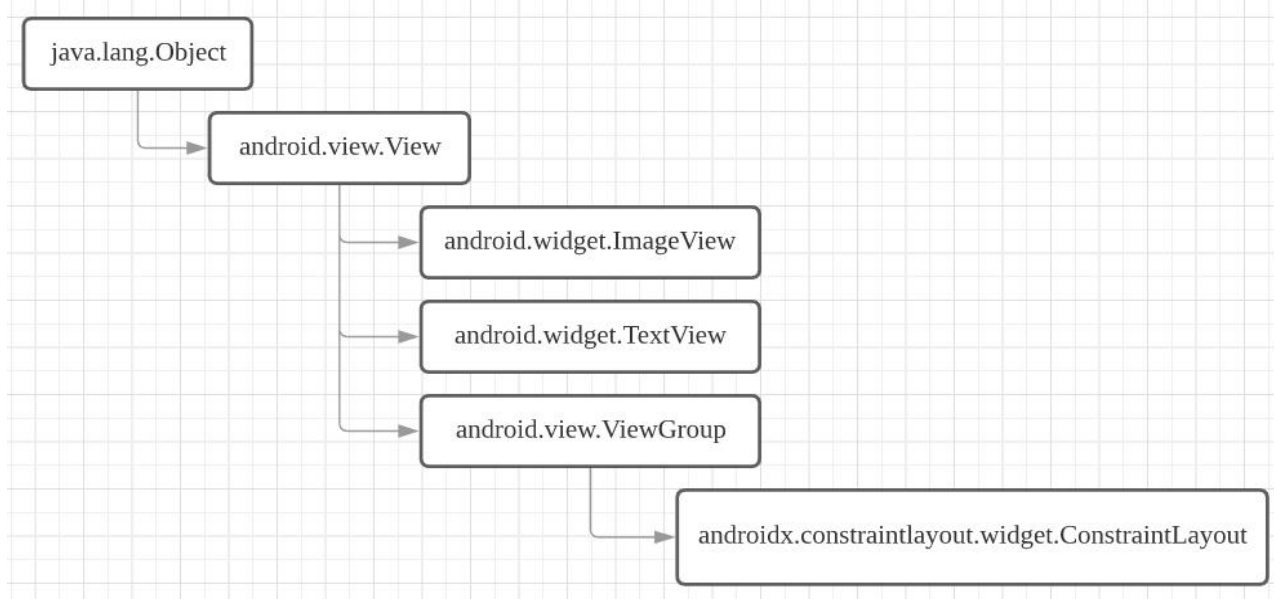 java.lang.Object
android.view.View
android.widget.ImageView
android.widget.TextView
android.view.ViewGroup
androidx.constraintlayout.widget.ConstraintLayout